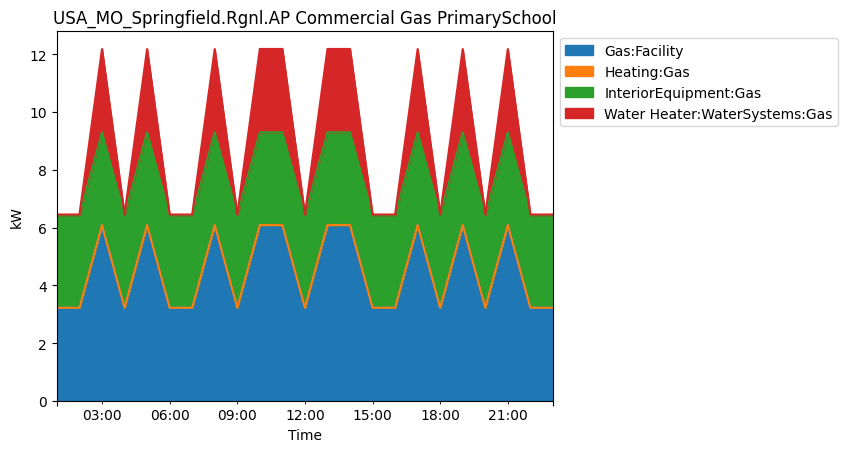 USA_MO_Springfield.Rgnl.AP Commercial Gas PrimarySchool
12
10
8
6
4
2
0
kW
03:00 06:00 09:00 12:00 15:00 18:00 21:00
Time
Gas:Facility
Heating:Gas
InteriorEquipment:Gas
Water Heater:WaterSystems:Gas